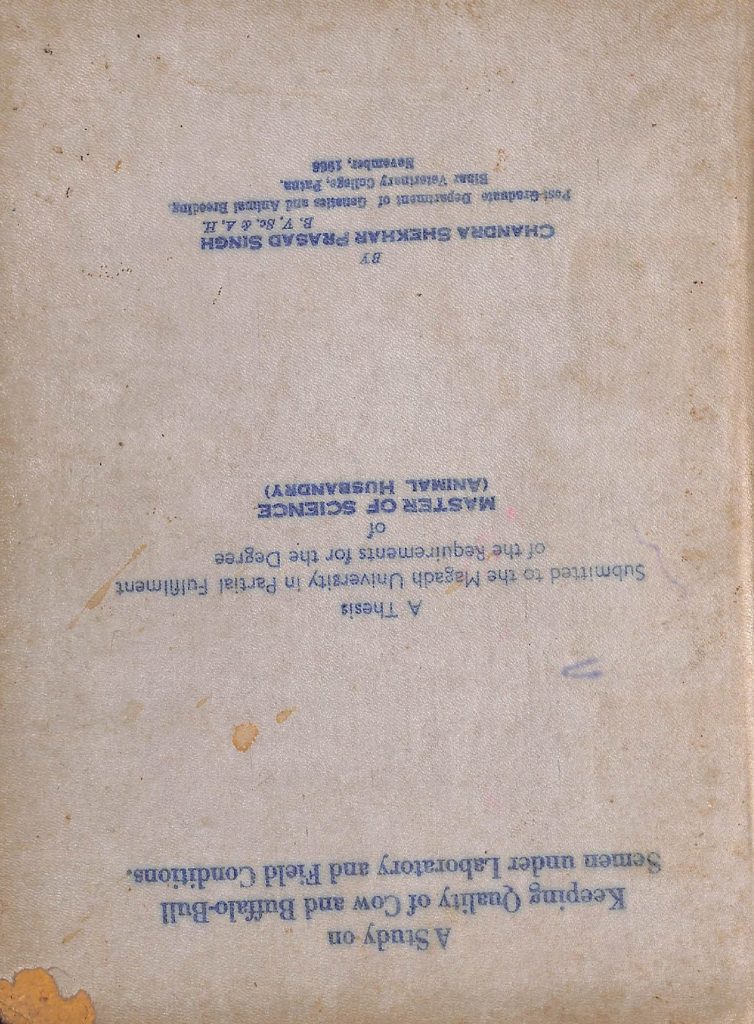 A Study on
Keeping Quality of Cow and Buffalo-Bull
Semen under Laboratory and Field Conditions.
A Thesis
Submitted to the Magadh University in Partial Fulfilment
of the Requirements for the Degree
of
MASTER OF SCIENCE
(ANIMAL HUSBANDRY)
BY
CHANDRA SHEKHAR PRASAD SINGH
B. V. Sc. & A. H.
Post-Graduate Department of Genetics and Animal Breeding.
Bihar Veterinary College, Patna.
November, 1968